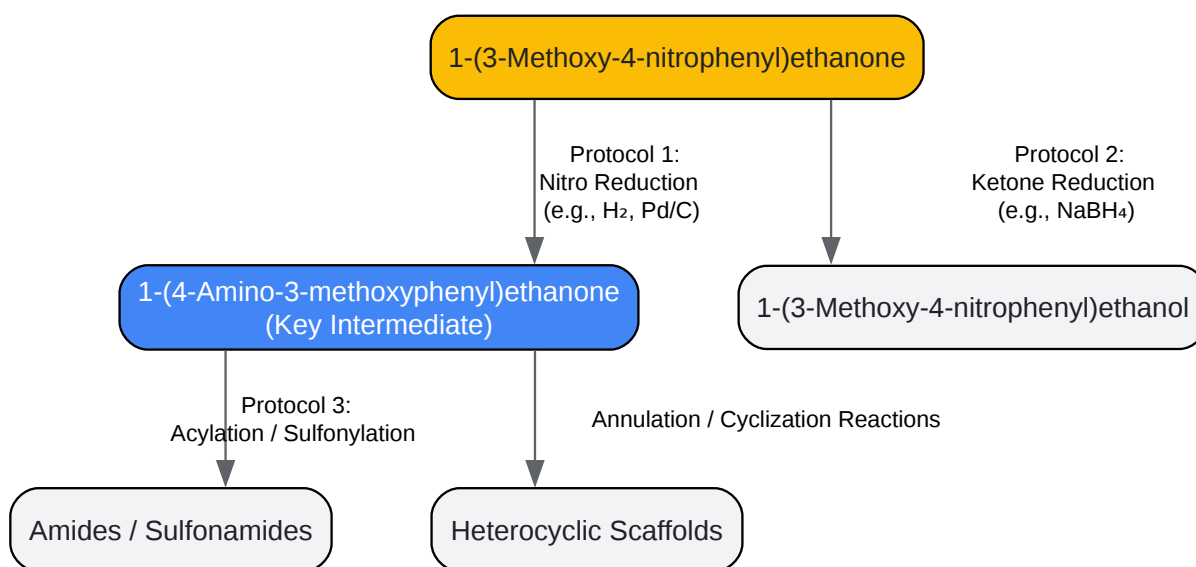 1-(3-Methoxy-4-nitrophenyl)ethanone
Protocol 1:
Nitro Reduction
(e.g., H₂, Pd/C)
Protocol 2:
Ketone Reduction
(e.g., NaBH₄)
1-(4-Amino-3-methoxyphenyl)ethanone
(Key Intermediate)
1-(3-Methoxy-4-nitrophenyl)ethanol
Protocol 3:
Acylation / Sulfonylation
Annulation / Cyclization Reactions
Amides / Sulfonamides
Heterocyclic Scaffolds